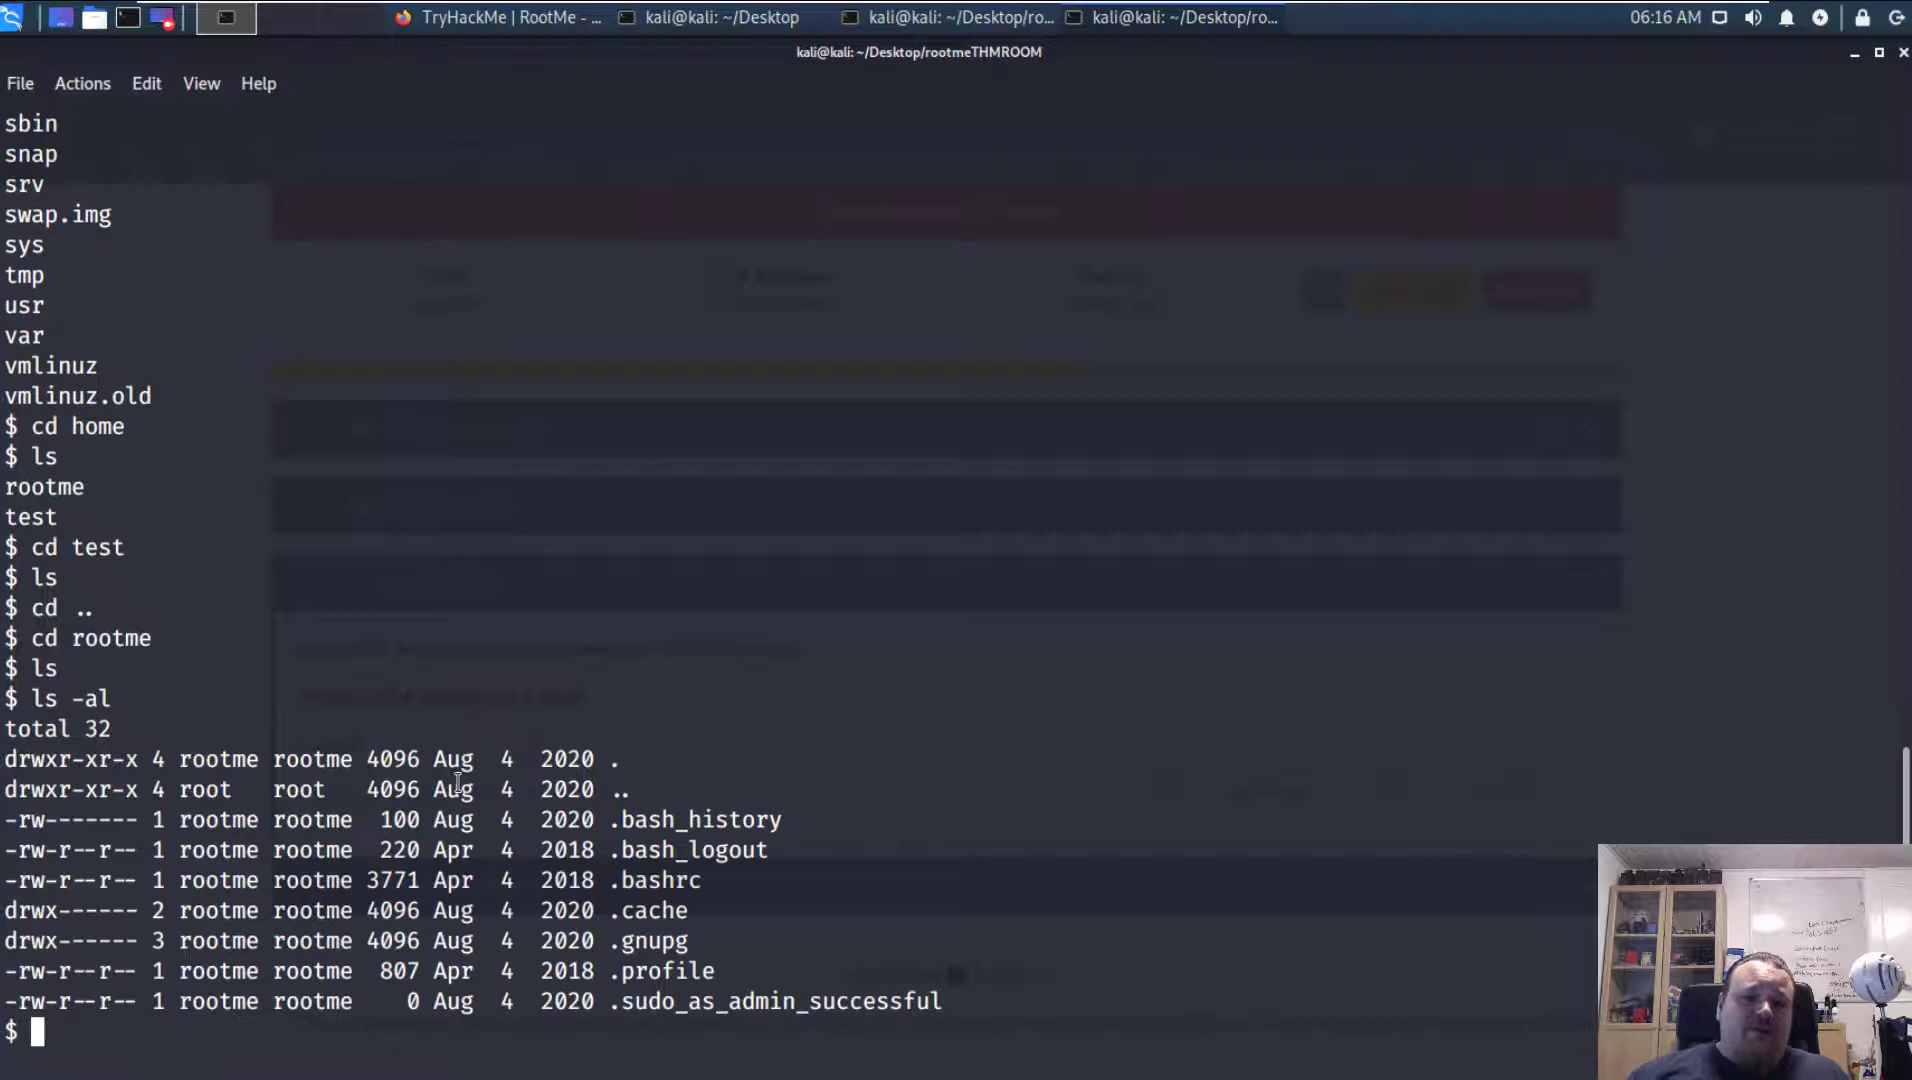 TryHackMe | RootMe - ...
kali@kali: ~/Desktop
kali@kali: ~/Desktop/ro...
kali@kali: ~/Desktop/ro...
06:16 AM
kali@kali: ~/Desktop/rootmeTHMROOM
File Actions Edit View Help
sbin
snap
srv
swap.img
sys
tmp
usr
var
vmlinuz
vmlinuz.old
$ cd home
$ ls
rootme
test
$ cd test
$ ls
$ cd ..
$ cd rootme
$ ls
$ ls -al
total 32
drwxr-xr-x 4 rootme rootme 4096 Aug  4  2020 .
drwxr-xr-x 4 root   root   4096 Aug  4  2020 ..
-rw------- 1 rootme rootme  100 Aug  4  2020 .bash_history
-rw-r--r-- 1 rootme rootme  220 Apr  4  2018 .bash_logout
-rw-r--r-- 1 rootme rootme 3771 Apr  4  2018 .bashrc
drwx------ 2 rootme rootme 4096 Aug  4  2020 .cache
drwx------ 3 rootme rootme 4096 Aug  4  2020 .gnupg
-rw-r--r-- 1 rootme rootme  807 Apr  4  2018 .profile
-rw-r--r-- 1 rootme rootme    0 Aug  4  2020 .sudo_as_admin_successful
$